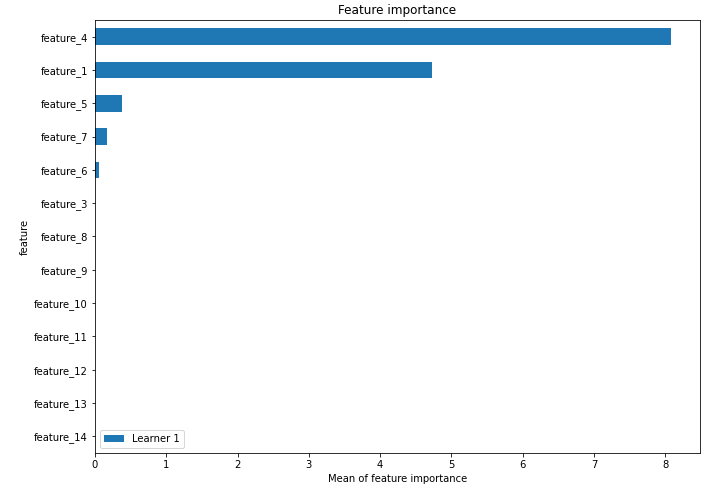 Feature importance
feature_4
feature_1
feature_5
feature_7
feature_6
feature_3
feature_8
feature_9
feature_10
feature_11
feature_12
feature_13
feature_14
feature
Learner 1
0 1 2 3 4 5 6 7 8
Mean of feature importance